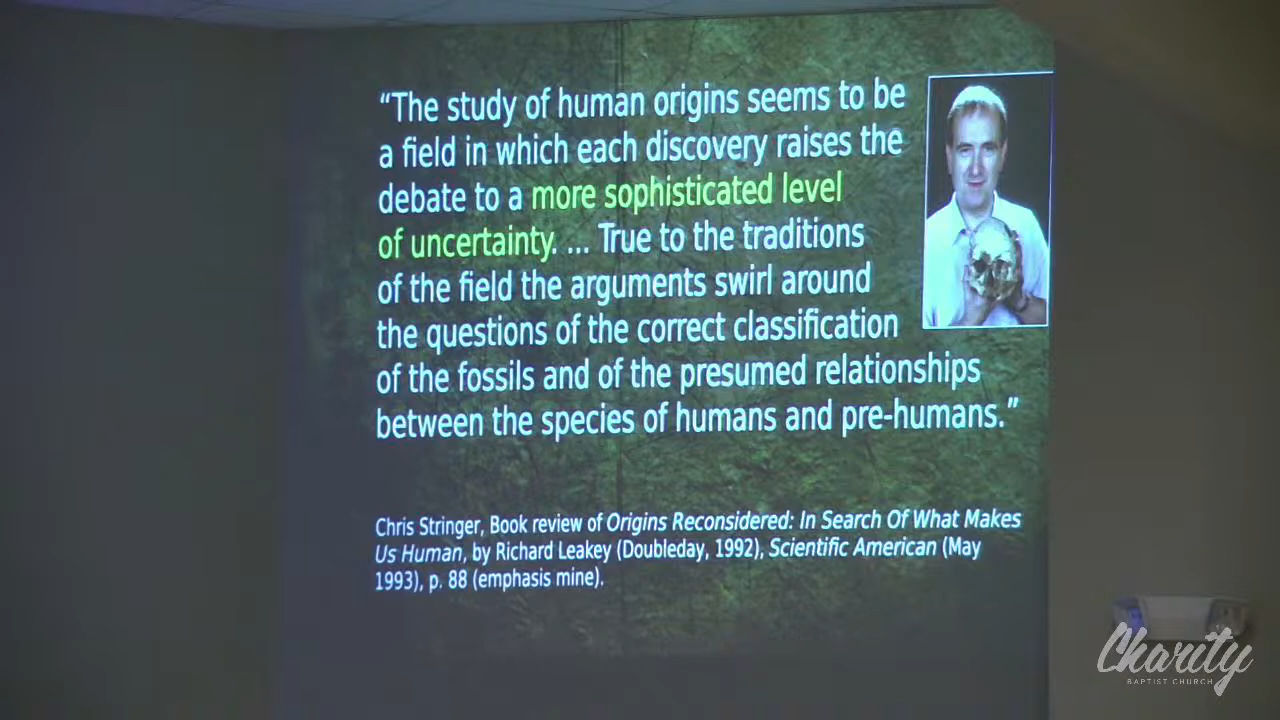 “The study of human origins seems to be
a field in which each discovery raises the
debate to a more sophisticated level
of uncertainty. ... True to the traditions
of the field the arguments swirl around
the questions of the correct classification
of the fossils and of the presumed relationships
between the species of humans and pre-humans.”
Chris Stringer, Book review of Origins Reconsidered: In Search Of What Makes
Us Human, by Richard Leakey (Doubleday, 1992), Scientific American (May
1993), p. 88 (emphasis mine).
Charity
BAPTIST CHURCH